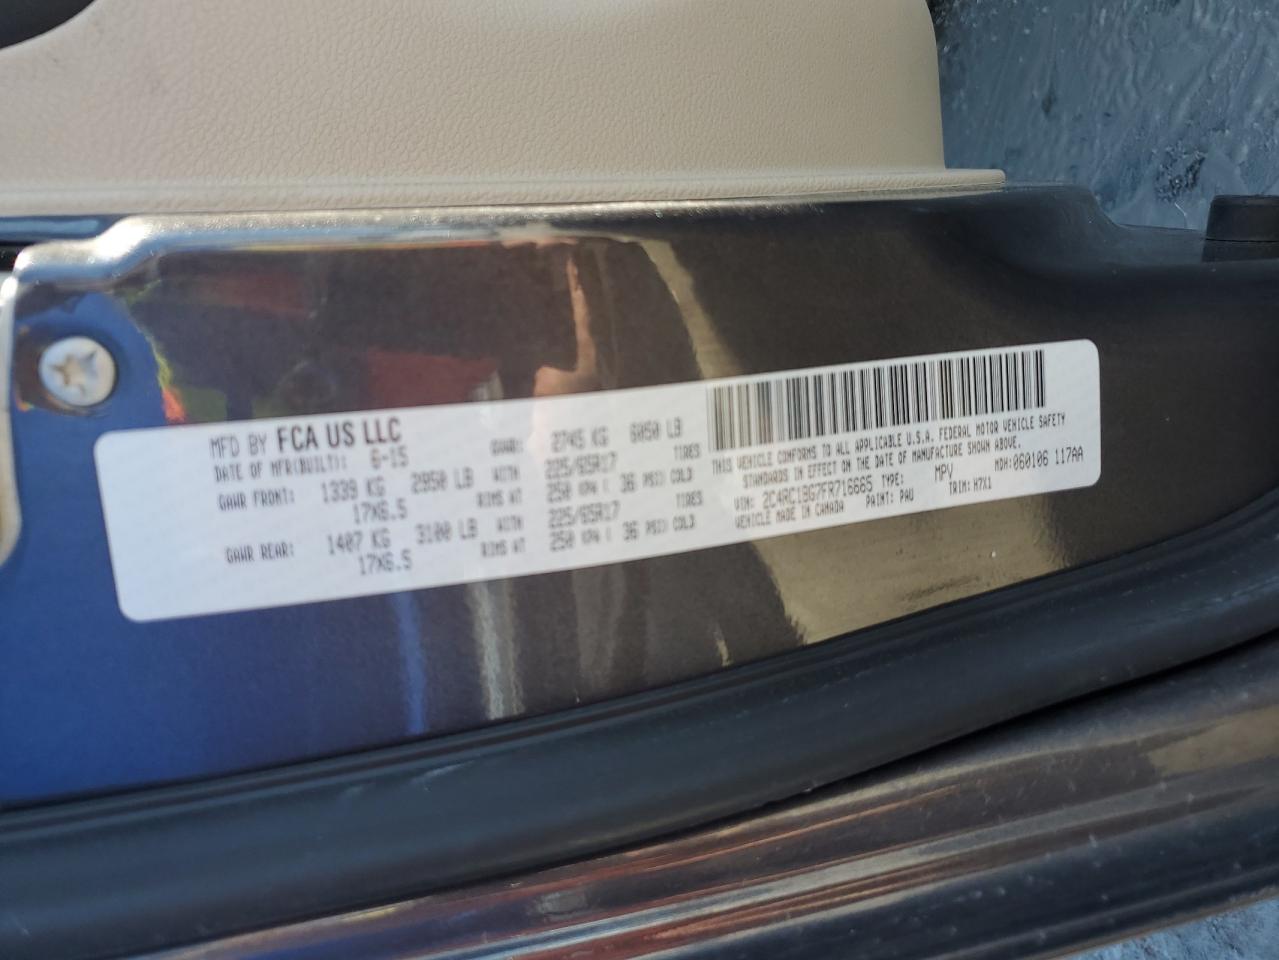 MFD BY FCA US LLC
DATE OF MFR(BUILT): 6-15 GAWR: 2745 KG 6050 LB
GAWR FRONT: 1339 KG 2950 LB WITH 225/65R17 TIRES
17X6.5 RIMS AT 250 KPA ( 36 PSI) COLD
GAWR REAR: 1407 KG 3100 LB WITH 225/65R17 TIRES
17X6.5 RIMS AT 250 KPA ( 36 PSI) COLD
THIS VEHICLE CONFORMS TO ALL APPLICABLE U.S.A. FEDERAL MOTOR VEHICLE SAFETY
STANDARDS IN EFFECT ON THE DATE OF MANUFACTURE SHOWN ABOVE.
VIN: 2C4RC1BG7FR716665 TYPE: MPV MDH:060106 117AA
VEHICLE MADE IN CANADA PAINT: PAU TRIM: H7X1